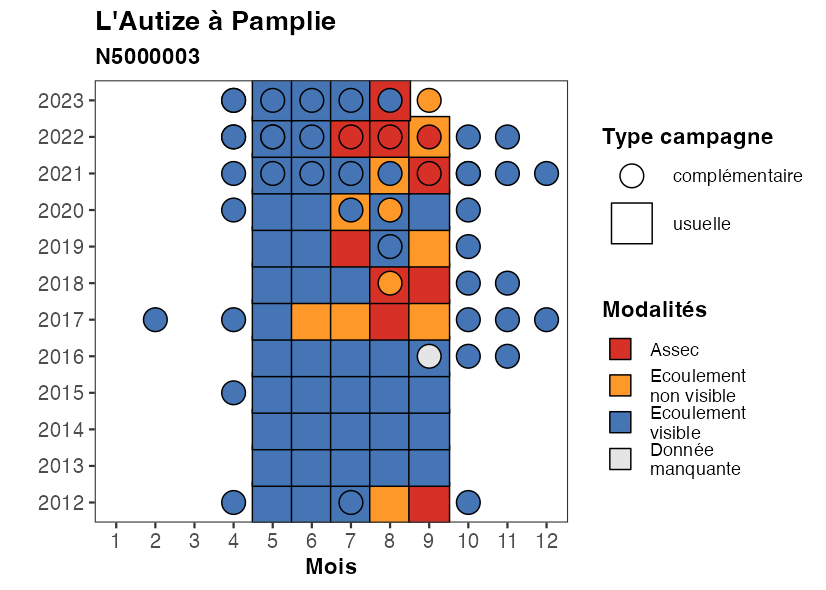 L'Autize à Pamplie
N5000003
2023
2022
2021
2020
2019
2018
2017
2016
2015
2014
2013
2012
1 2 3 4 5 6 7 8 9 10 11 12
Mois
Type campagne
complémentaire
usuelle
Modalités
Assec
Ecoulement
non visible
Ecoulement
visible
Donnée
manquante